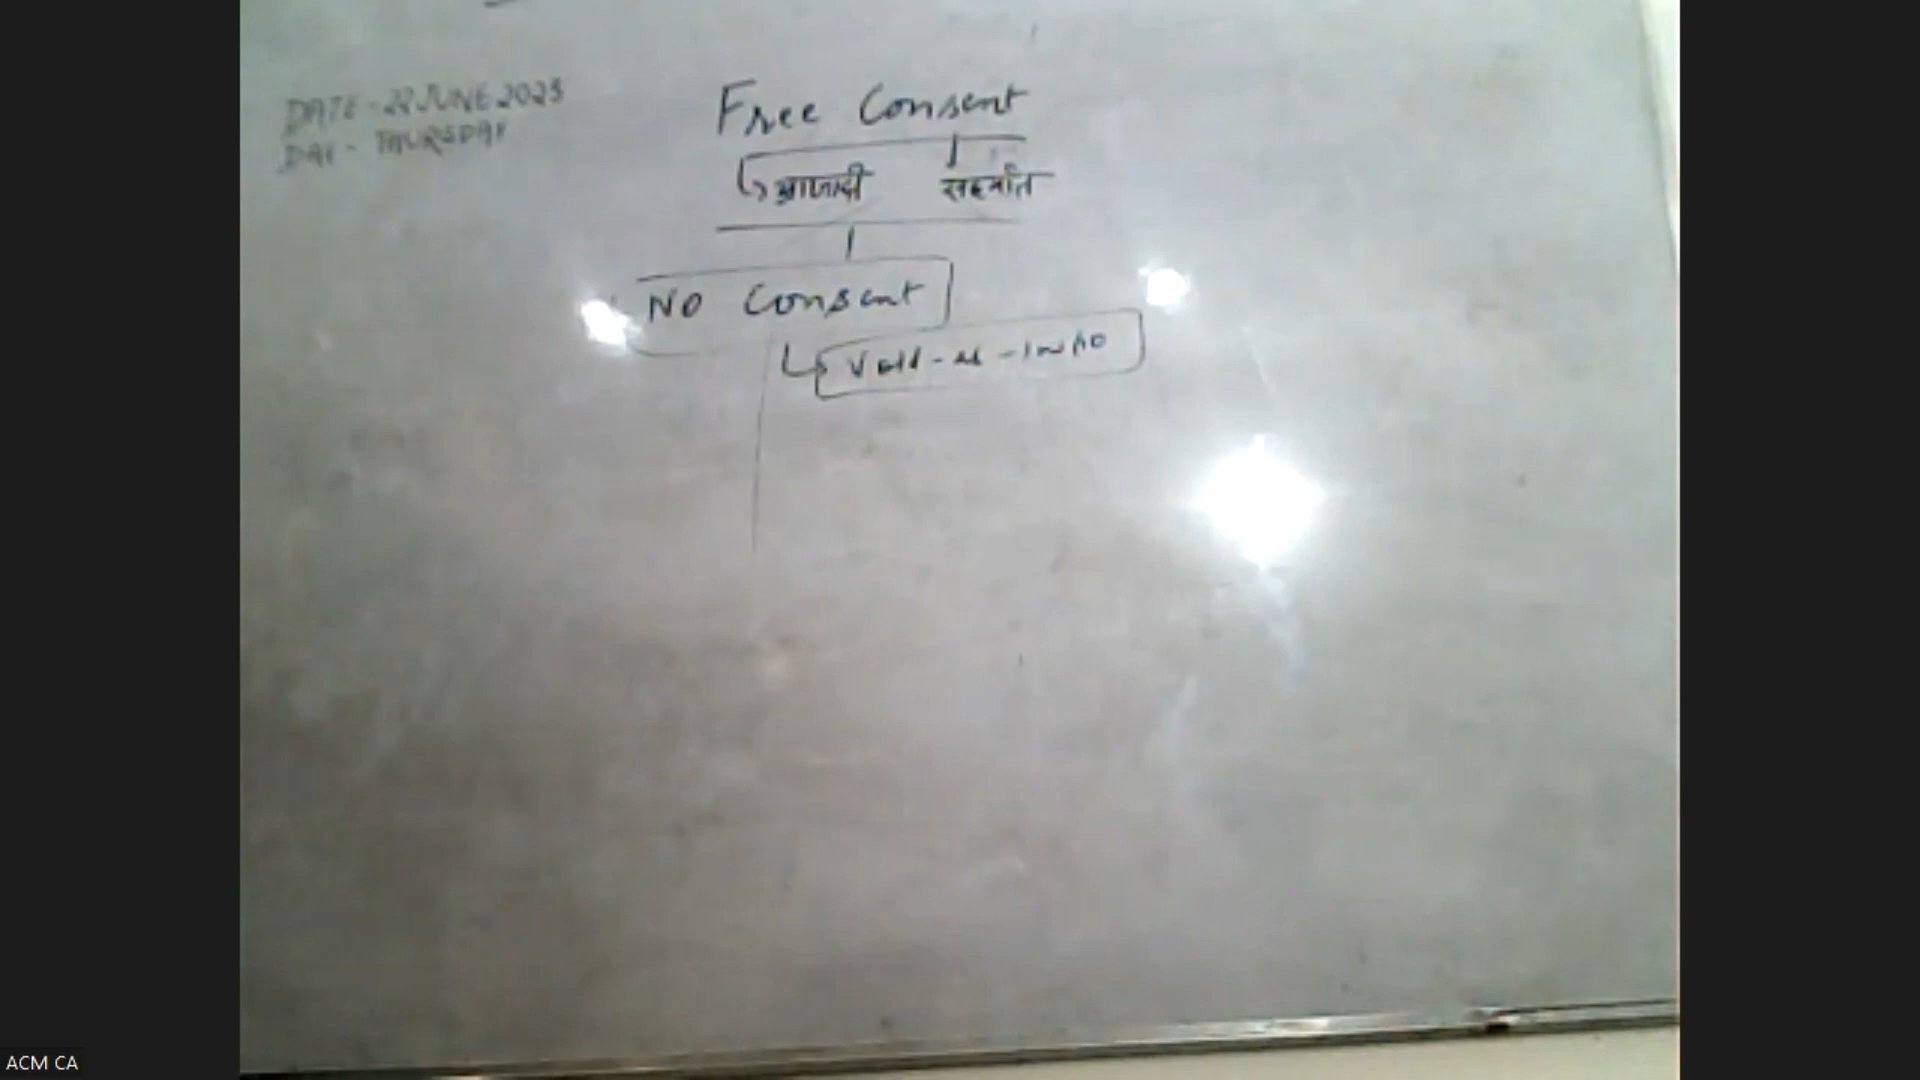 DATE - 22 JUNE 2023
DAY - THURSDAY
Free Consent
आजादी सहमति
NO Consent
Void - ab - initio
ACM CA